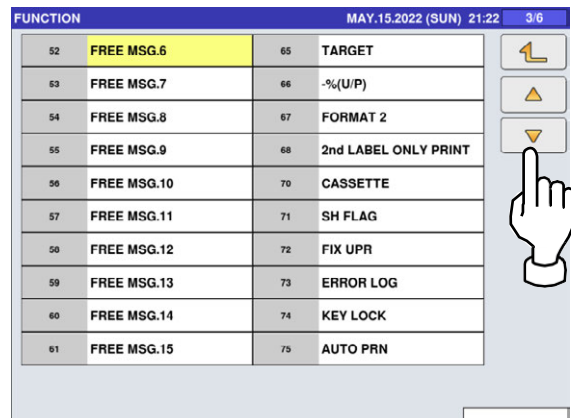 FUNCTION MAY.15.2022 (SUN) 21:22 3/6
52 FREE MSG.6 65 TARGET
53 FREE MSG.7 66 -%(U/P)
54 FREE MSG.8 67 FORMAT 2
55 FREE MSG.9 68 2nd LABEL ONLY PRINT
56 FREE MSG.10 70 CASSETTE
57 FREE MSG.11 71 SH FLAG
58 FREE MSG.12 72 FIX UPR
59 FREE MSG.13 73 ERROR LOG
60 FREE MSG.14 74 KEY LOCK
61 FREE MSG.15 75 AUTO PRN